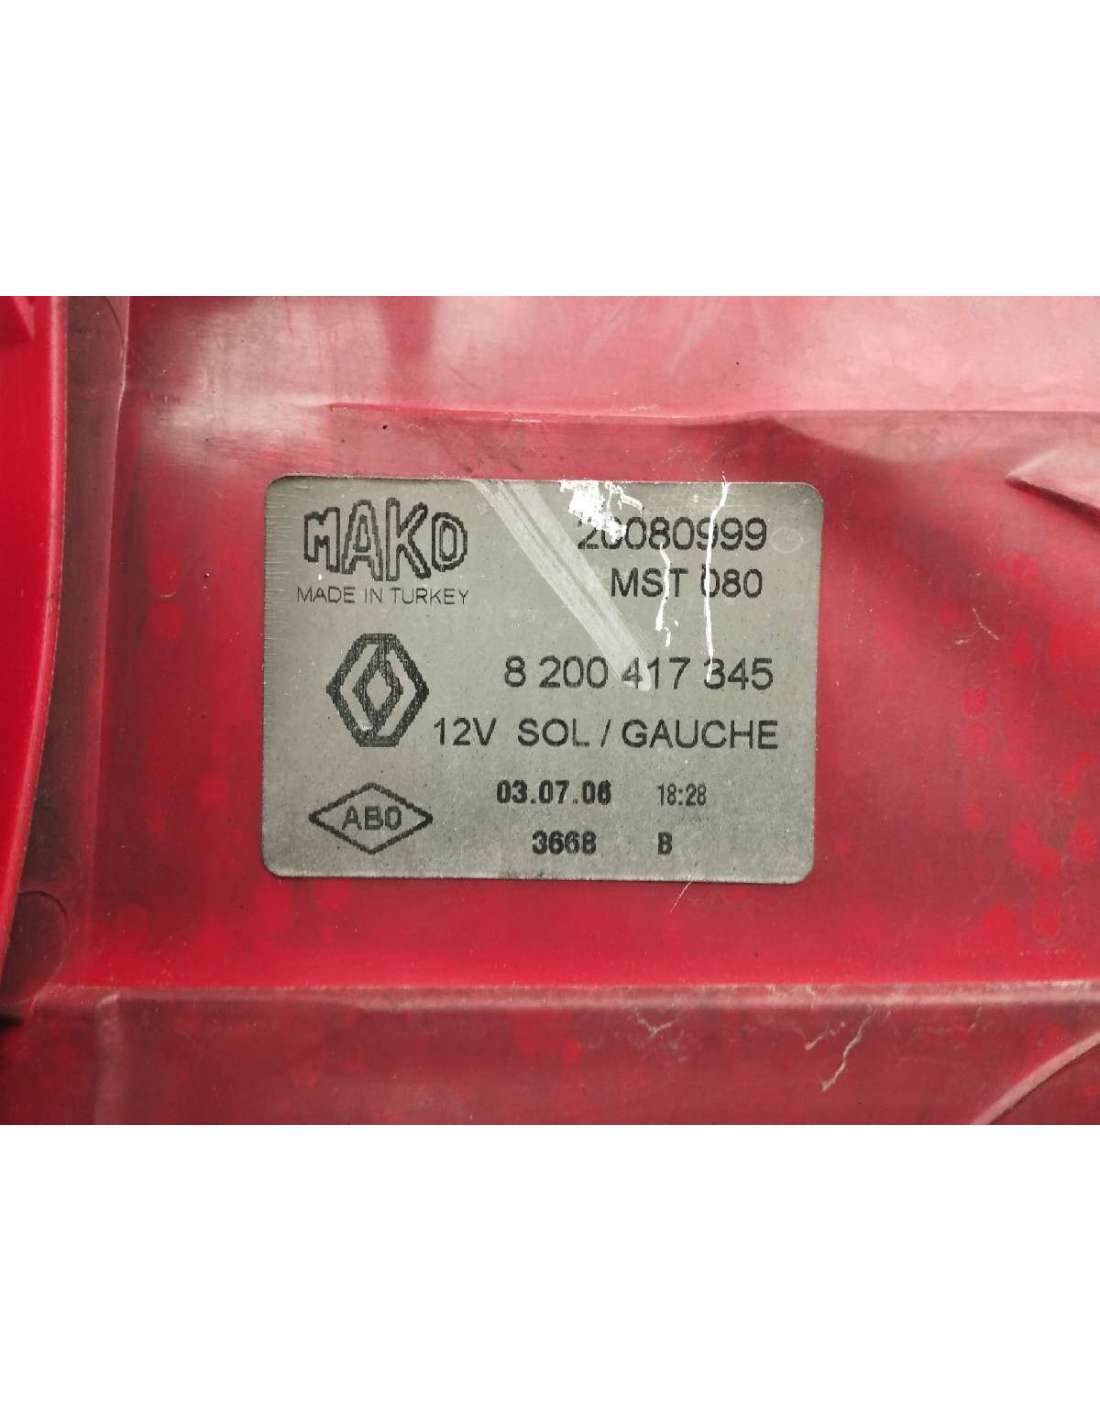 MAKO
MADE IN TURKEY
20080999
MST 080
8 200 417 345
12V SOL / GAUCHE
ABO
03.07.06 18:28
3668 B